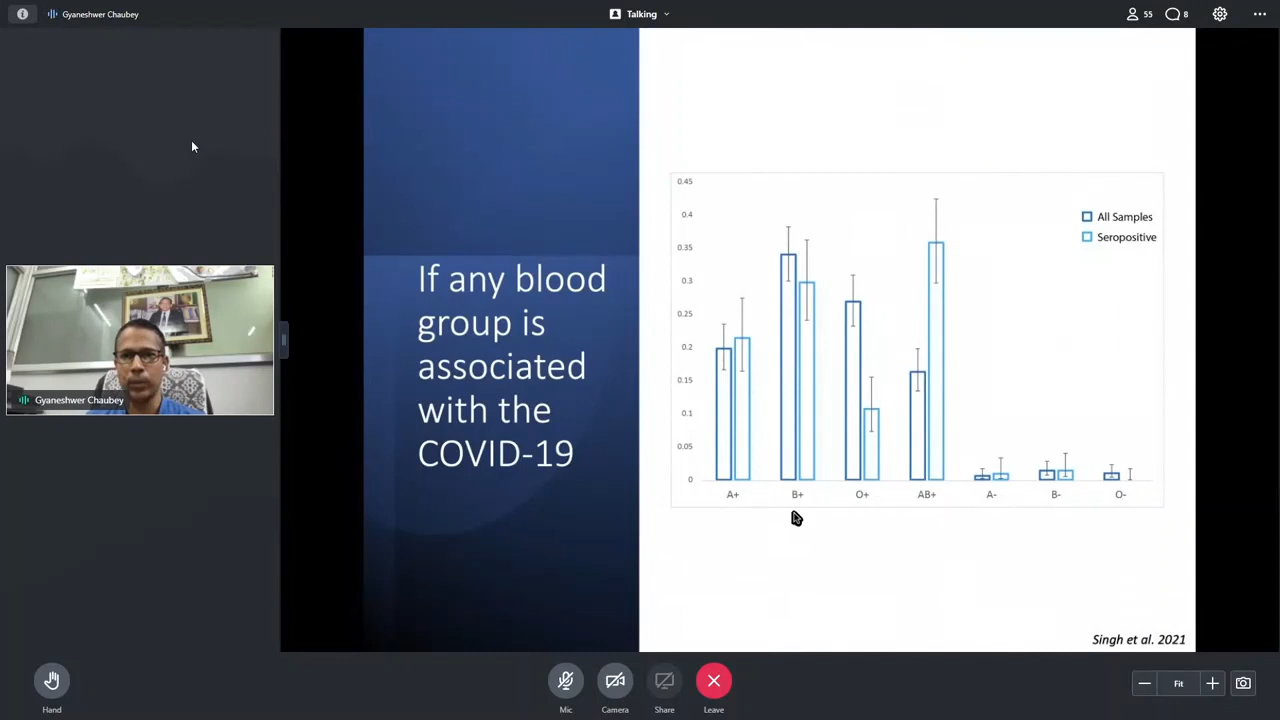 Gyaneshwer Chaubey
Talking
55
8
If any blood
group is
associated
with the
COVID-19
0.45
0.4
0.35
0.3
0.25
0.2
0.15
0.1
0.05
0
A+
B+
O+
AB+
A-
B-
O-
All Samples
Seropositive
Singh et al. 2021
Gyaneshwer Chaubey
Hand
Mic
Camera
Share
Leave
Fit